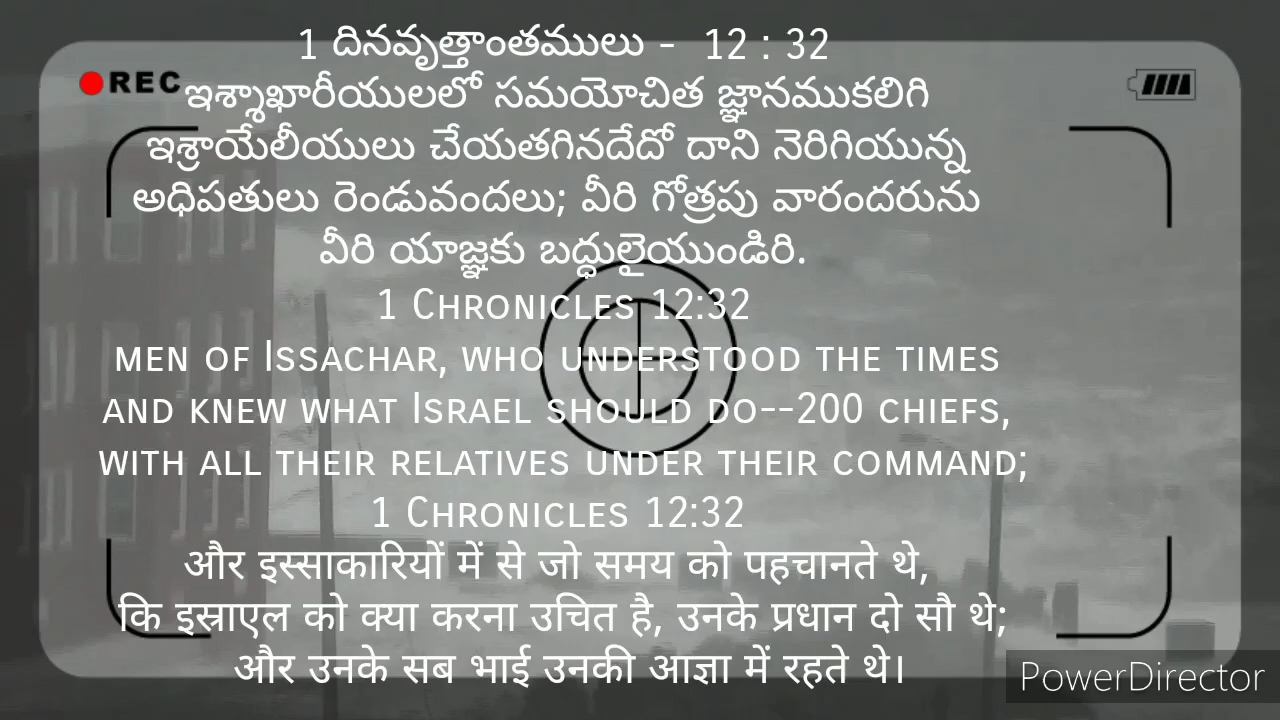 1 దినవృత్తాంతములు - 12 : 32
REC
ఇశ్శాఖారీయులలో సమయోచిత జ్ఞానముకలిగి
ఇశ్రాయేలీయులు చేయతగినదేదో దాని నెరిగియున్న
అధిపతులు రెండువందలు; వీరి గోత్రపు వారందరును
వీరి యాజ్ఞకు బద్ధులైయుండిరి.
1 Chronicles 12:32
men of Issachar, who understood the times
and knew what Israel should do--200 chiefs,
with all their relatives under their command;
1 Chronicles 12:32
और इस्साकारियों में से जो समय को पहचानते थे,
कि इस्राएल को क्या करना उचित है, उनके प्रधान दो सौ थे;
और उनके सब भाई उनकी आज्ञा में रहते थे।
PowerDirector